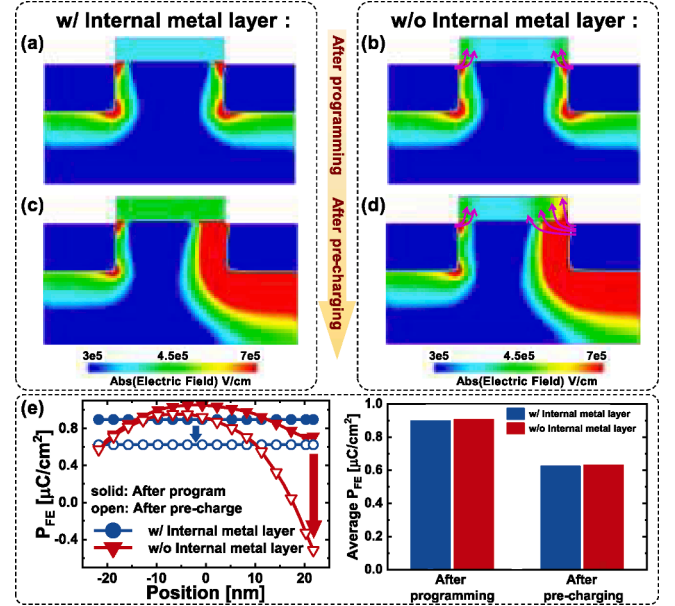 w/ Internal metal layer :
w/o Internal metal layer :
(a)
(b)
After programming
(c)
(d)
After pre-charging
3e5 4.5e5 7e5
Abs(Electric Field) V/cm
3e5 4.5e5 7e5
Abs(Electric Field) V/cm
(e)
P_FE [μC/cm²]
0.8
0.4
0.0
-0.4
solid: After program
open: After pre-charge
w/ Internal metal layer
w/o Internal metal layer
-20 -10 0 10 20
Position [nm]
Average P_FE [μC/cm²]
1.0
0.8
0.6
0.4
0.2
0.0
w/ Internal metal layer
w/o Internal metal layer
After
programming
After
pre-charging